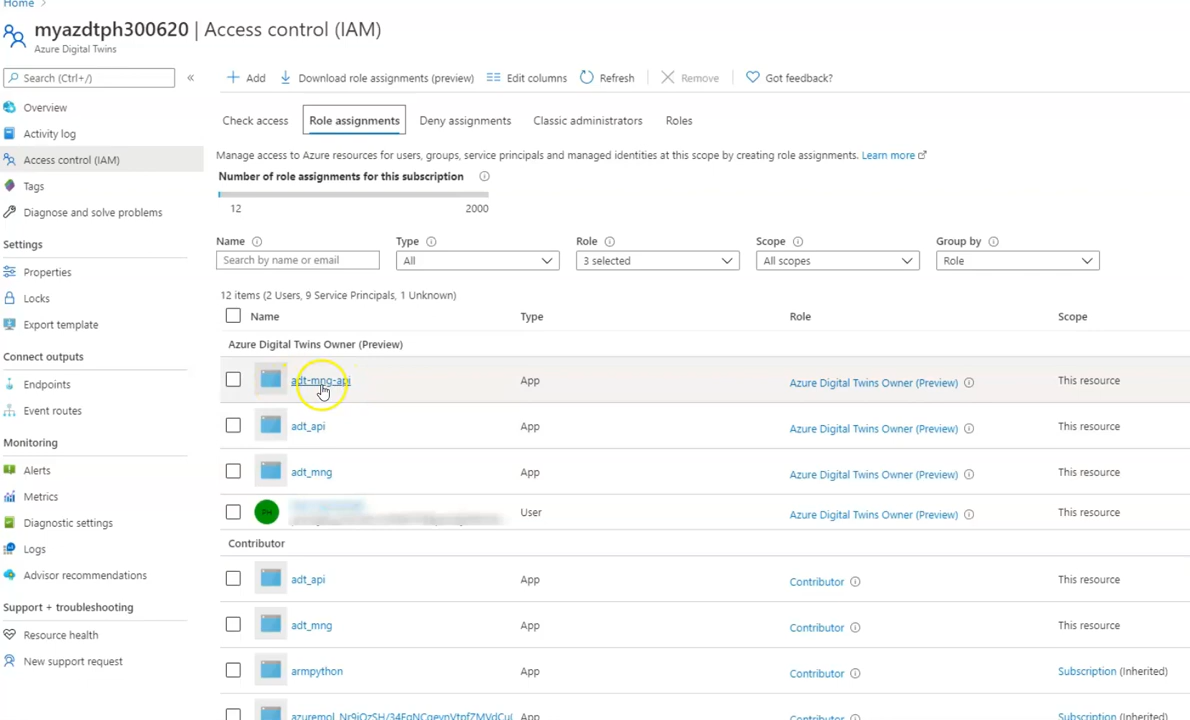 Home >
myazdtph300620 | Access control (IAM)
Azure Digital Twins
Search (Ctrl+/)
«
Add
Download role assignments (preview)
Edit columns
Refresh
Remove
Got feedback?
Overview
Activity log
Access control (IAM)
Tags
Diagnose and solve problems
Settings
Properties
Locks
Export template
Connect outputs
Endpoints
Event routes
Monitoring
Alerts
Metrics
Diagnostic settings
Logs
Advisor recommendations
Support + troubleshooting
Resource health
New support request
Check access
Role assignments
Deny assignments
Classic administrators
Roles
Manage access to Azure resources for users, groups, service principals and managed identities at this scope by creating role assignments. Learn more
Number of role assignments for this subscription
12
2000
Name
Type
Role
Scope
Group by
Search by name or email
All
3 selected
All scopes
Role
12 items (2 Users, 9 Service Principals, 1 Unknown)
Name Type Role Scope
Azure Digital Twins Owner (Preview)
adt-mng-api App Azure Digital Twins Owner (Preview) This resource
adt_api App Azure Digital Twins Owner (Preview) This resource
adt_mng App Azure Digital Twins Owner (Preview) This resource
PH User Azure Digital Twins Owner (Preview) This resource
Contributor
adt_api App Contributor This resource
adt_mng App Contributor This resource
armpython App Contributor Subscription (Inherited)
App Contributor